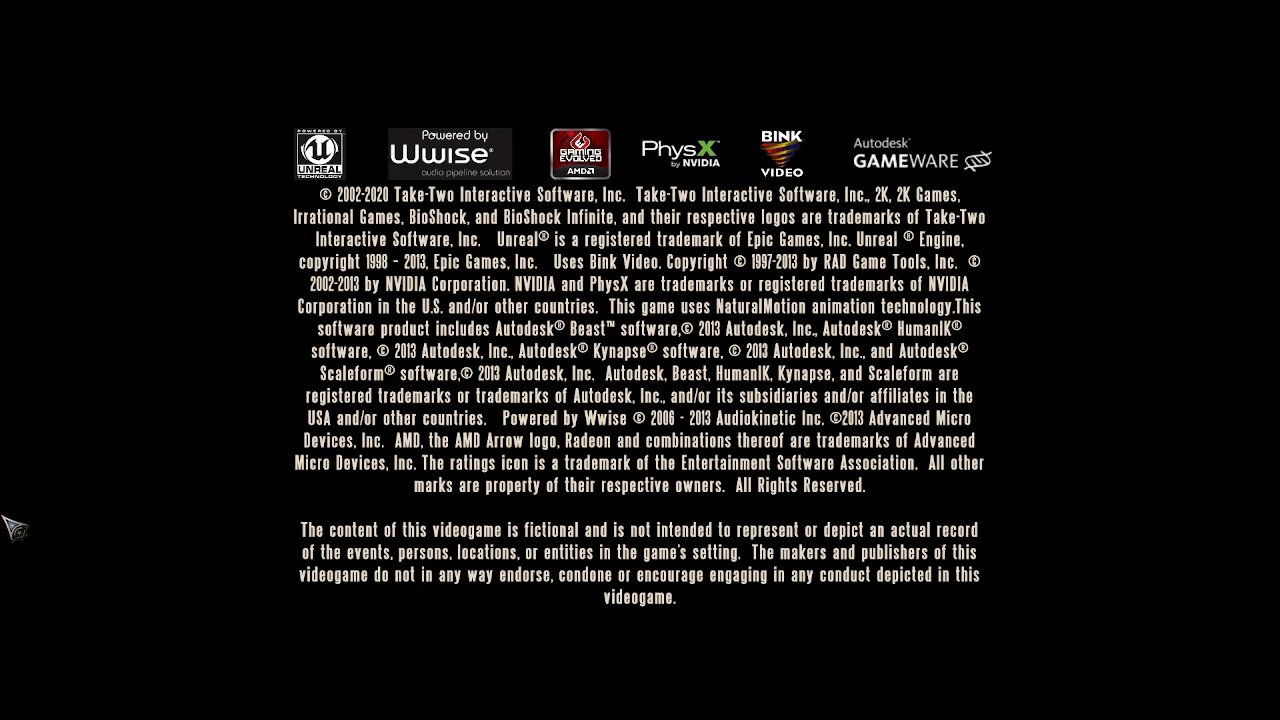 POWERED BY
UNREAL
TECHNOLOGY
Powered by
Wwise®
audio pipeline solution
GAMING
EVOLVED
AMD
PhysX
by NVIDIA
BINK
VIDEO
Autodesk®
GAMEWARE
© 2002-2020 Take-Two Interactive Software, Inc.  Take-Two Interactive Software, Inc., 2K, 2K Games,
Irrational Games, BioShock, and BioShock Infinite, and their respective logos are trademarks of Take-Two
Interactive Software, Inc.   Unreal® is a registered trademark of Epic Games, Inc. Unreal ® Engine,
copyright 1998 - 2013, Epic Games, Inc.   Uses Bink Video. Copyright © 1997-2013 by RAD Game Tools, Inc.  ©
2002-2013 by NVIDIA Corporation. NVIDIA and PhysX are trademarks or registered trademarks of NVIDIA
Corporation in the U.S. and/or other countries.  This game uses NaturalMotion animation technology.This
software product includes Autodesk® Beast™ software,© 2013 Autodesk, Inc., Autodesk® HumanIK®
software, © 2013 Autodesk, Inc., Autodesk® Kynapse® software, © 2013 Autodesk, Inc., and Autodesk®
Scaleform® software,© 2013 Autodesk, Inc.  Autodesk, Beast, HumanIK, Kynapse, and Scaleform are
registered trademarks or trademarks of Autodesk, Inc., and/or its subsidiaries and/or affiliates in the
USA and/or other countries.   Powered by Wwise © 2006 - 2013 Audiokinetic Inc. ©2013 Advanced Micro
Devices, Inc.  AMD, the AMD Arrow logo, Radeon and combinations thereof are trademarks of Advanced
Micro Devices, Inc. The ratings icon is a trademark of the Entertainment Software Association.  All other
marks are property of their respective owners.  All Rights Reserved.
The content of this videogame is fictional and is not intended to represent or depict an actual record
of the events, persons, locations, or entities in the game's setting.  The makers and publishers of this
videogame do not in any way endorse, condone or encourage engaging in any conduct depicted in this
videogame.